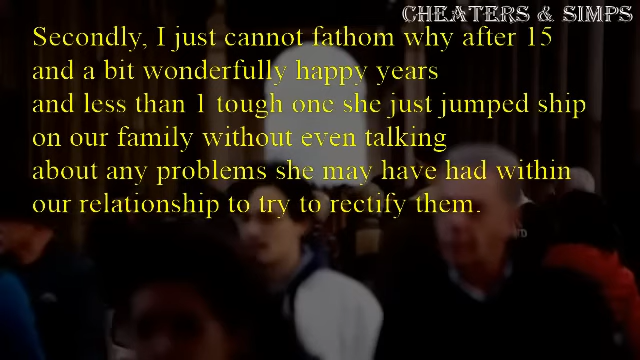 CHEATERS & SIMPS
Secondly, I just cannot fathom why after 15
and a bit wonderfully happy years
and less than 1 tough one she just jumped ship
on our family without even talking
about any problems she may have had within
our relationship to try to rectify them.